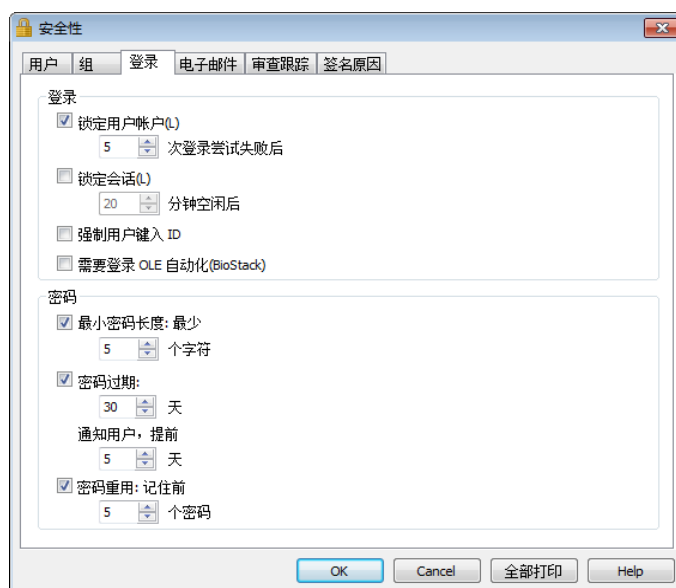 安全性
用户 组 登录 电子邮件 审查跟踪 签名原因
登录
锁定用户帐户(L)
5 次登录尝试失败后
锁定会话(L)
20 分钟空闲后
强制用户键入 ID
需要登录 OLE 自动化(BioStack)
密码
最小密码长度: 最少
5 个字符
密码过期:
30 天
通知用户，提前
5 天
密码重用: 记住前
5 个密码
OK Cancel 全部打印 Help